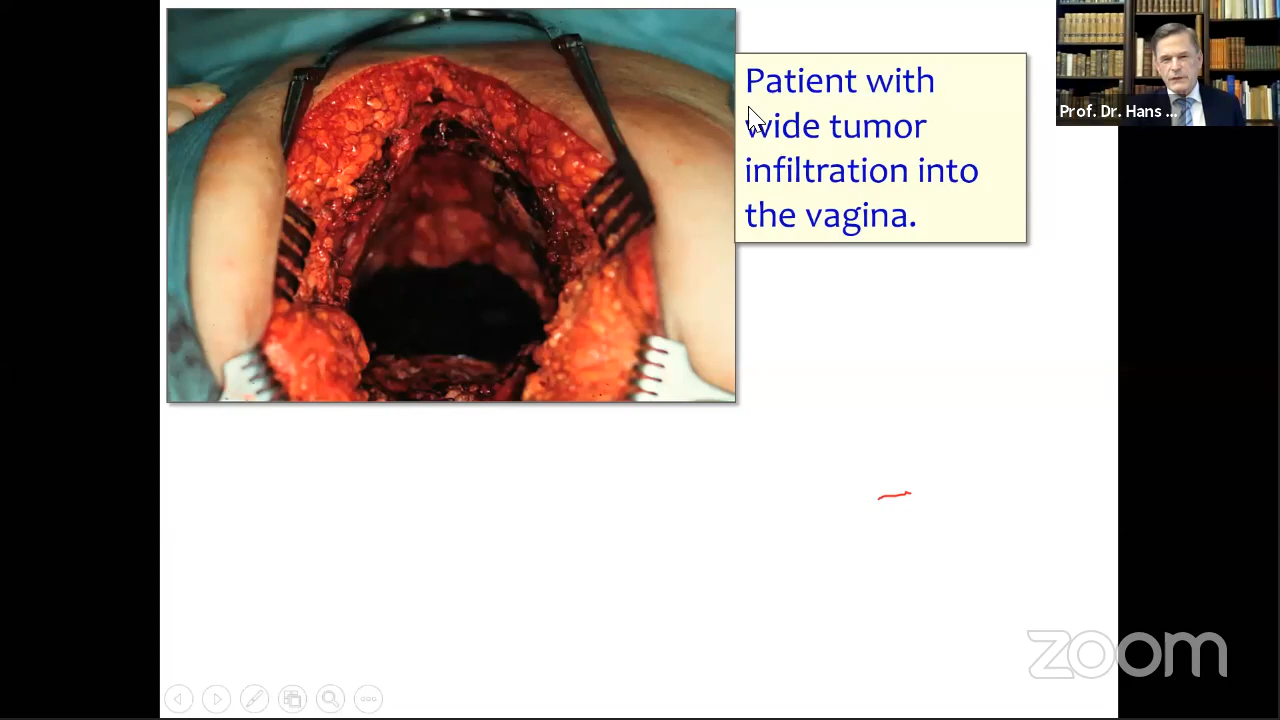 Patient with
wide tumor
infiltration into
the vagina.
Prof. Dr. Hans ...
zoom